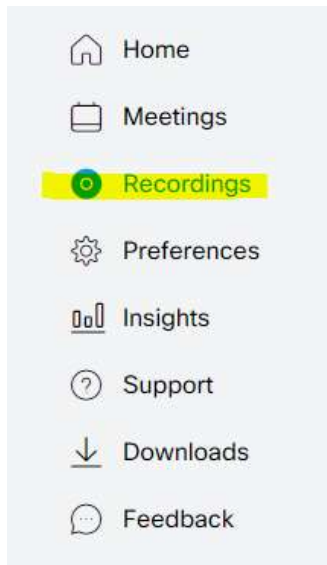 Home
Meetings
Recordings
Preferences
Insights
Support
Downloads
Feedback